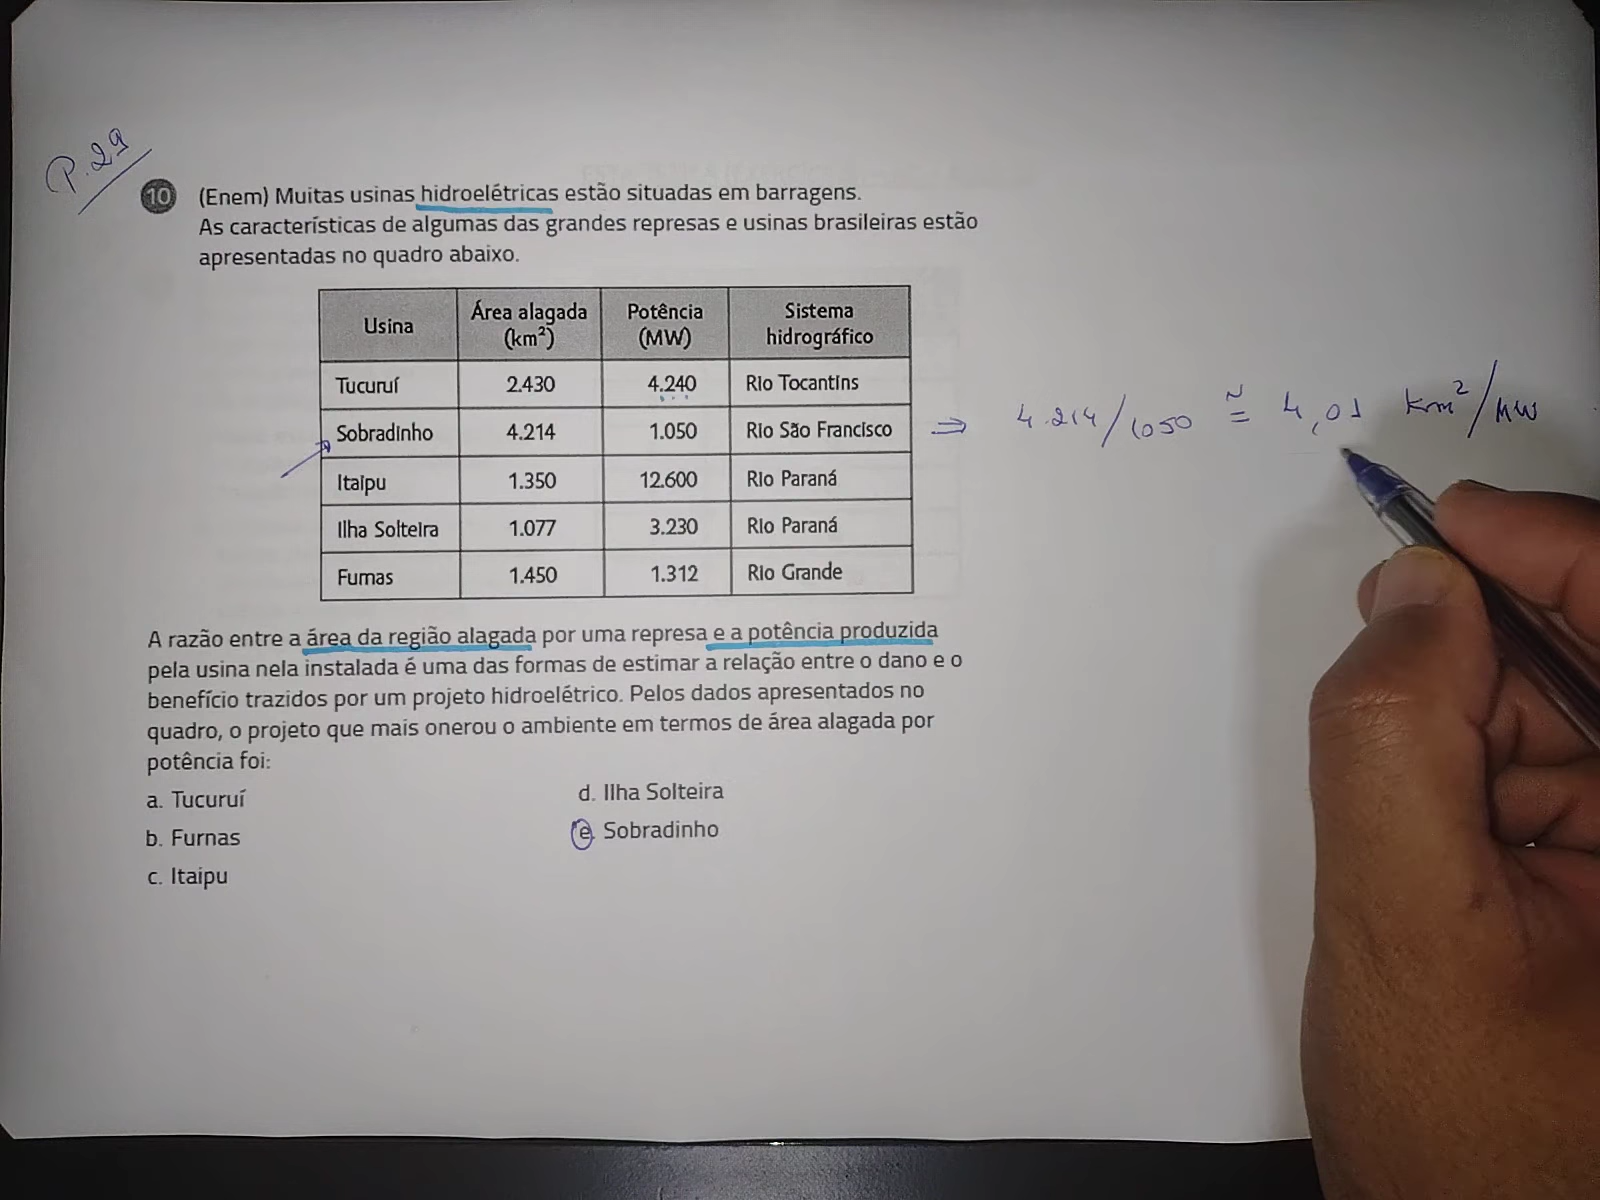 P.29
10 (Enem) Muitas usinas hidroelétricas estão situadas em barragens.
As características de algumas das grandes represas e usinas brasileiras estão
apresentadas no quadro abaixo.
Usina Área alagada (km²) Potência (MW) Sistema hidrográfico
Tucuruí 2.430 4.240 Rio Tocantins
Sobradinho 4.214 1.050 Rio São Francisco ⇒ 4.214/1050 ≅ 4,01 km²/MW
Itaipu 1.350 12.600 Rio Paraná
Ilha Solteira 1.077 3.230 Rio Paraná
Furnas 1.450 1.312 Rio Grande
A razão entre a área da região alagada por uma represa e a potência produzida
pela usina nela instalada é uma das formas de estimar a relação entre o dano e o
benefício trazidos por um projeto hidroelétrico. Pelos dados apresentados no
quadro, o projeto que mais onerou o ambiente em termos de área alagada por
potência foi:
a. Tucuruí
b. Furnas
c. Itaipu
d. Ilha Solteira
e. Sobradinho